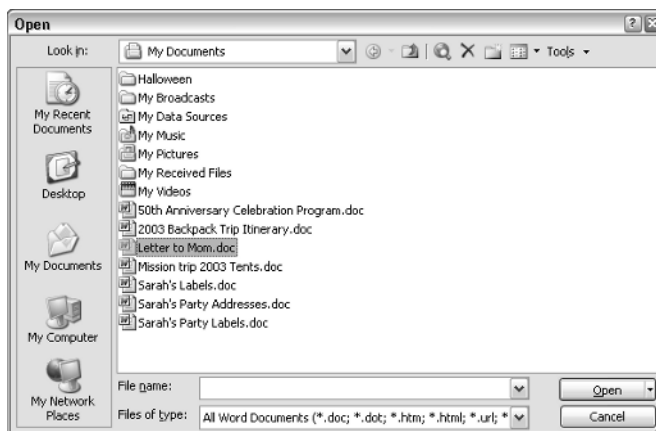 Open
Look in:
My Documents
Tools
My Recent
Documents
Desktop
My Documents
My Computer
My Network
Places
Halloween
My Broadcasts
My Data Sources
My Music
My Pictures
My Received Files
My Videos
50th Anniversary Celebration Program.doc
2003 Backpack Trip Itinerary.doc
Letter to Mom.doc
Mission trip 2003 Tents.doc
Sarah's Labels.doc
Sarah's Party Addresses.doc
Sarah's Party Labels.doc
File name:
Open
Files of type:
All Word Documents (*.doc; *.dot; *.htm; *.html; *.url; *
Cancel